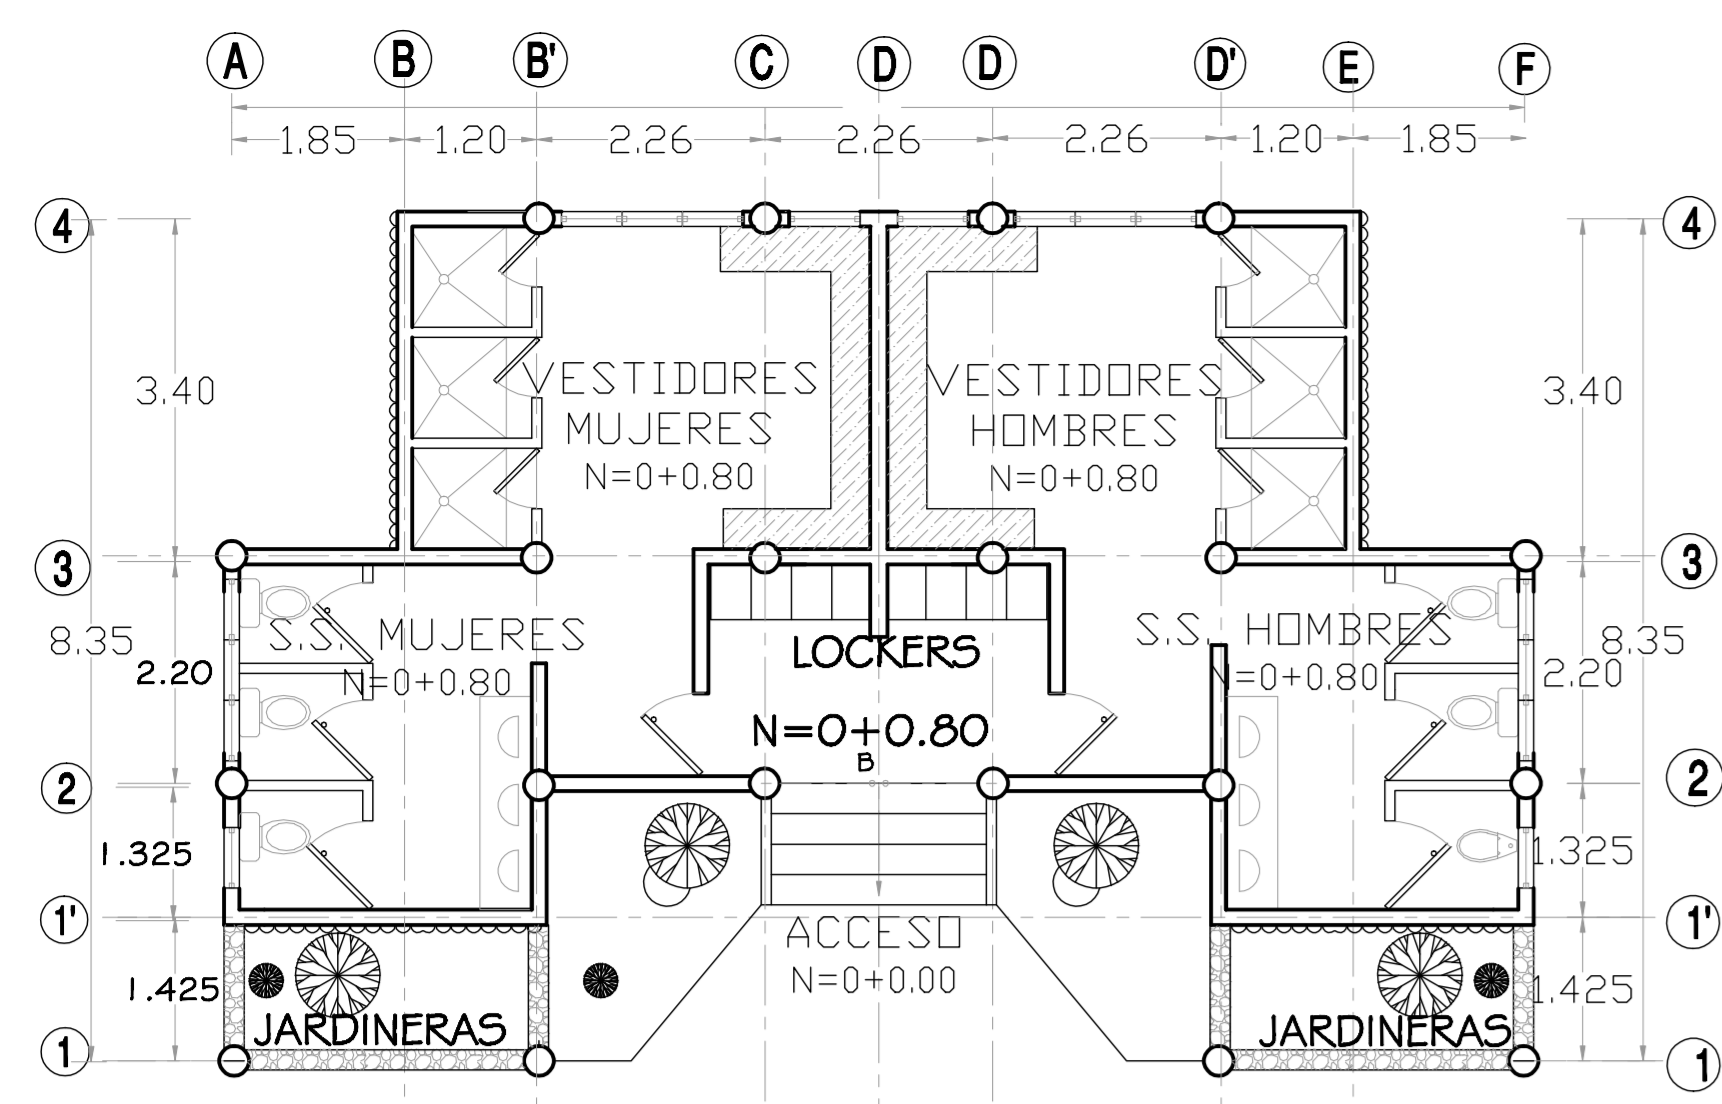 A B B' C D D D' E F
1.85 1.20 2.26 2.26 2.26 1.20 1.85
4 4
3.40 3.40
VESTIDORES VESTIDORES
MUJERES HOMBRES
N=0+0.80 N=0+0.80
3 3
8.35 S.S. MUJERES S.S. HOMBRES 8.35
LOCKERS
2.20 N=0+0.80 N=0+0.80 2.20
N=0+0.80
B
2 2
1.325 1.325
1' 1'
ACCESO
N=0+0.00
1.425 1.425
JARDINERAS JARDINERAS
1 1